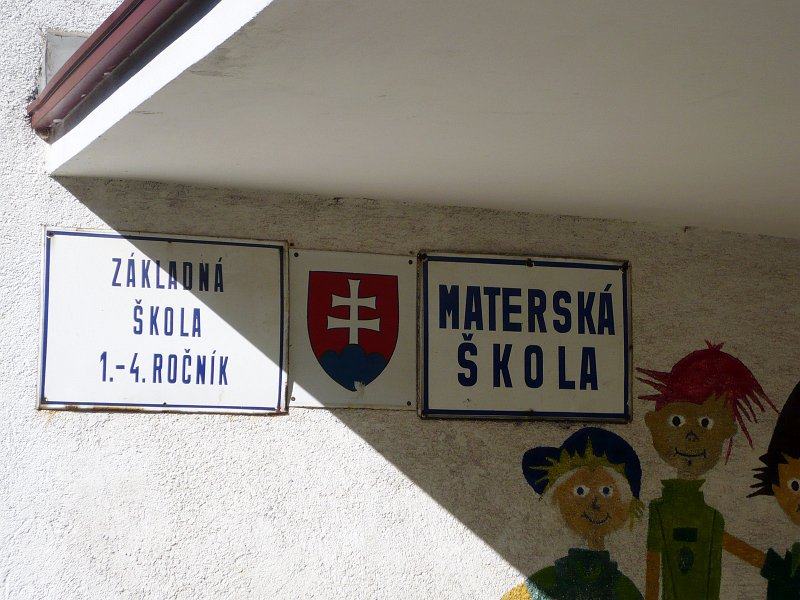 ZÁKLADNÁ
ŠKOLA
1.-4. ROČNÍK
MATERSKÁ
ŠKOLA